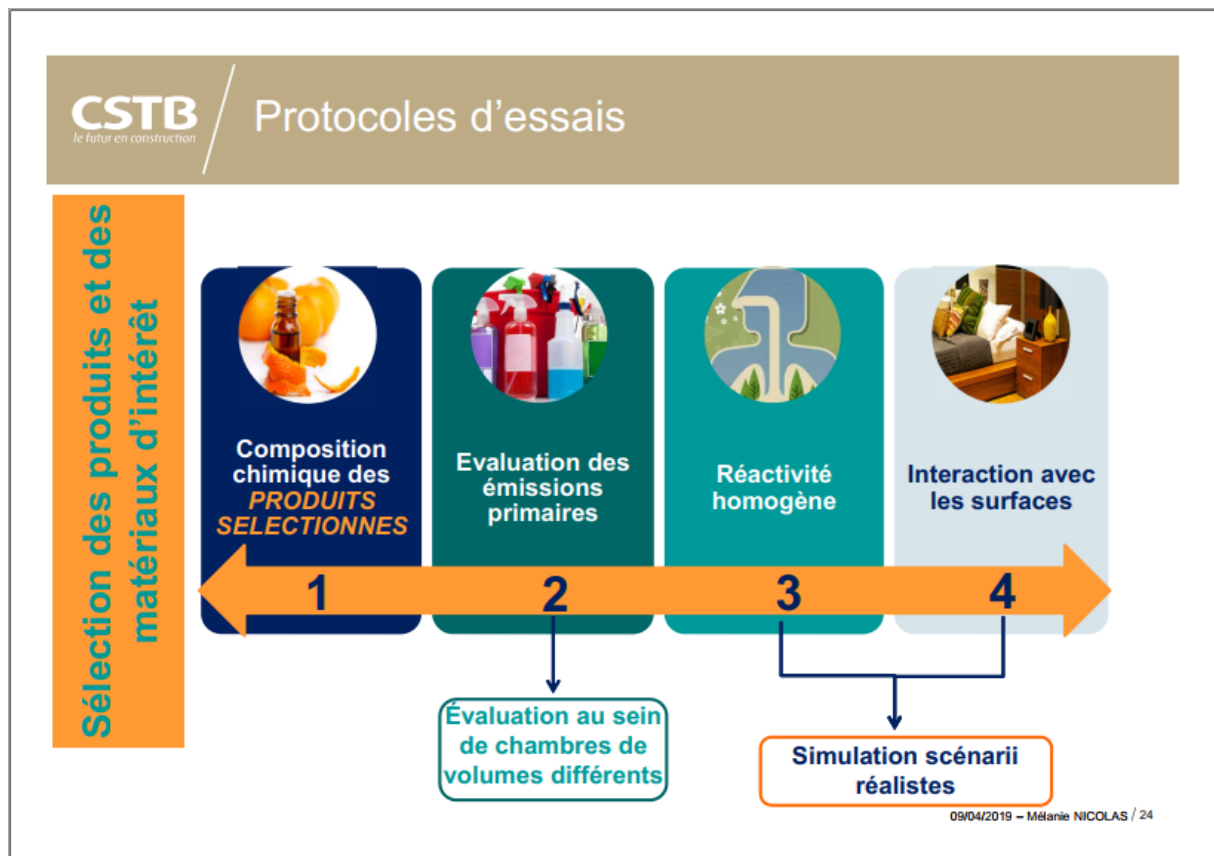 CSTB
le futur en construction
Protocoles d'essais
Sélection des produits et des
matériaux d'intérêt
Composition
chimique des
PRODUITS
SELECTIONNES
Evaluation des
émissions
primaires
Réactivité
homogène
Interaction avec
les surfaces
1
2
3
4
Évaluation au sein
de chambres de
volumes différents
Simulation scénarii
réalistes
09/04/2019 – Mélanie NICOLAS / 24